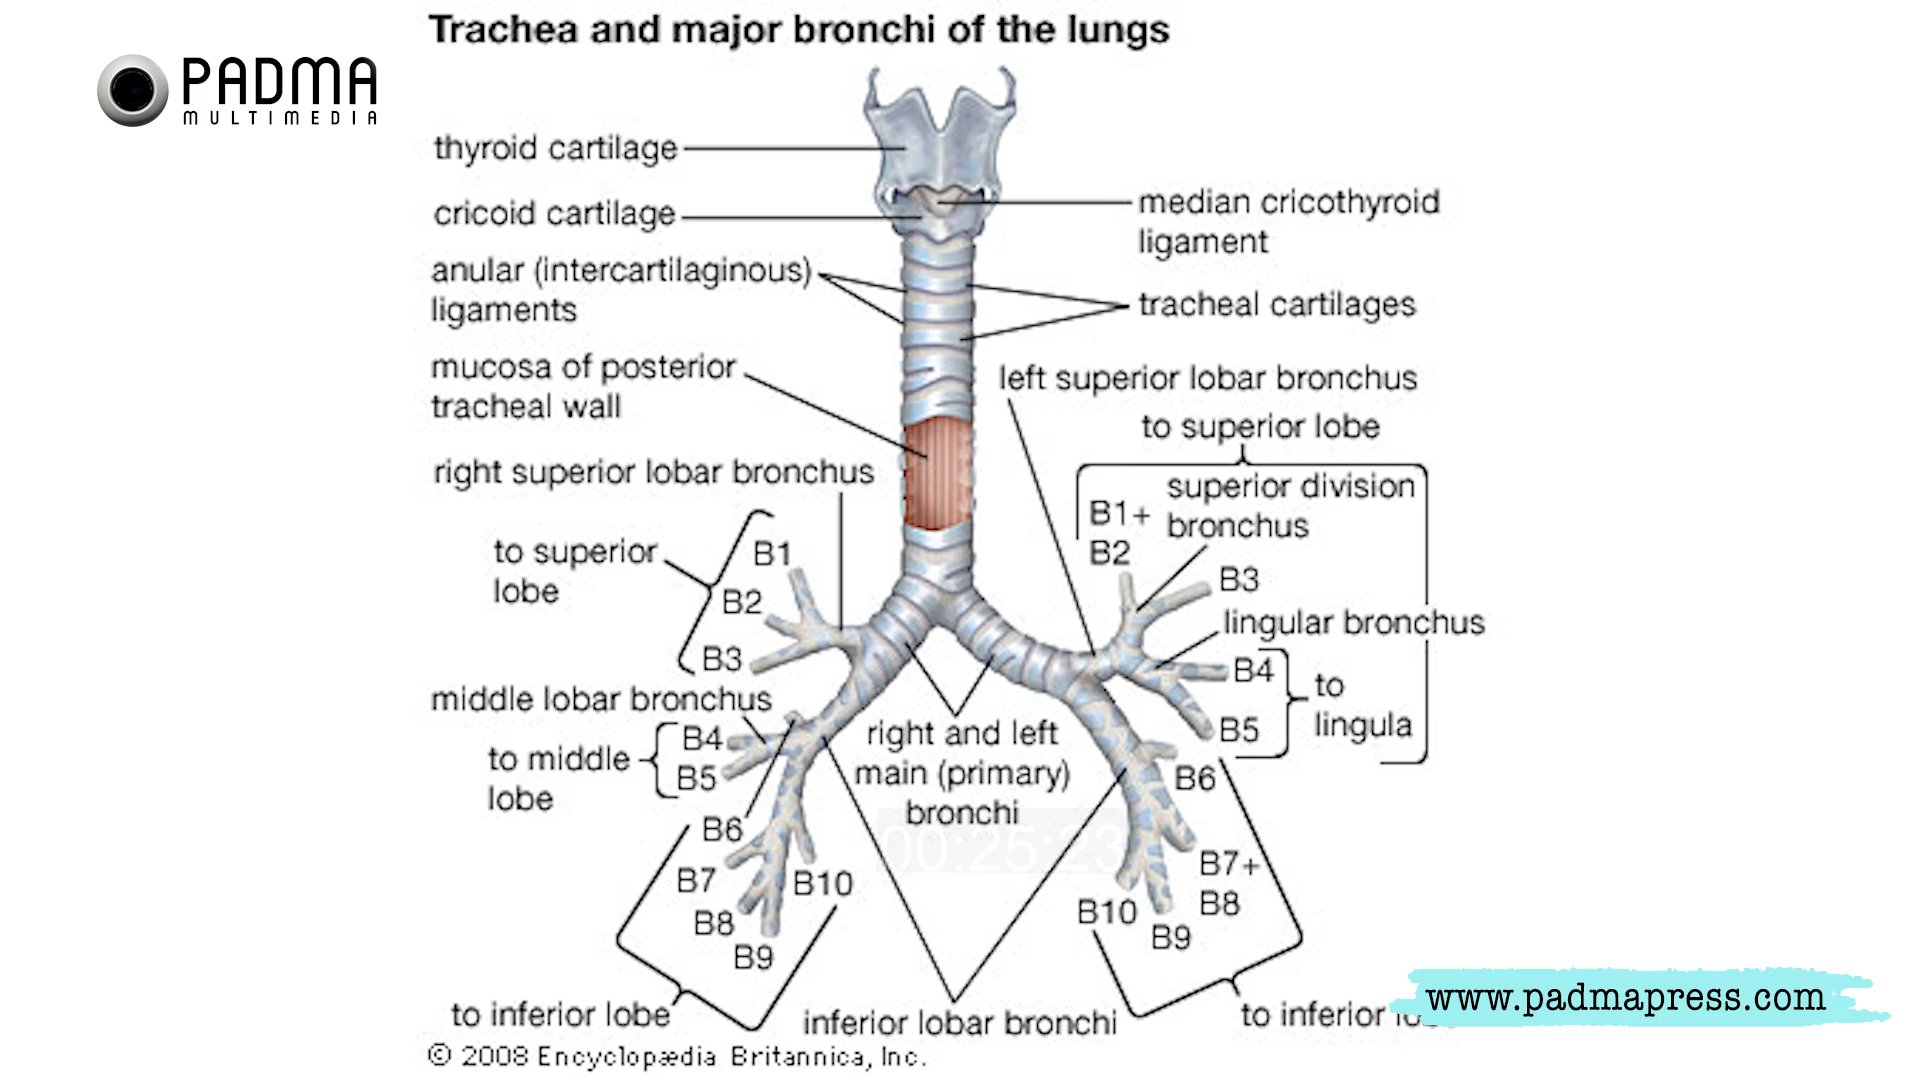 Trachea and major bronchi of the lungs
PADMA
MULTIMEDIA
thyroid cartilage
cricoid cartilage
median cricothyroid
ligament
anular (intercartilaginous)
ligaments
tracheal cartilages
mucosa of posterior
tracheal wall
left superior lobar bronchus
to superior lobe
right superior lobar bronchus
superior division
bronchus
B1+
B2
to superior
lobe
B1
B2
B3
B3
lingular bronchus
B4
B5
to
lingula
middle lobar bronchus
to middle
lobe
B4
B5
right and left
main (primary)
bronchi
B6
B6
B7
B8
B9
B10
00:25:23
B7+
B8
B10
B9
to inferior lobe
inferior lobar bronchi
to inferior
www.padmapress.com
© 2008 Encyclopædia Britannica, Inc.